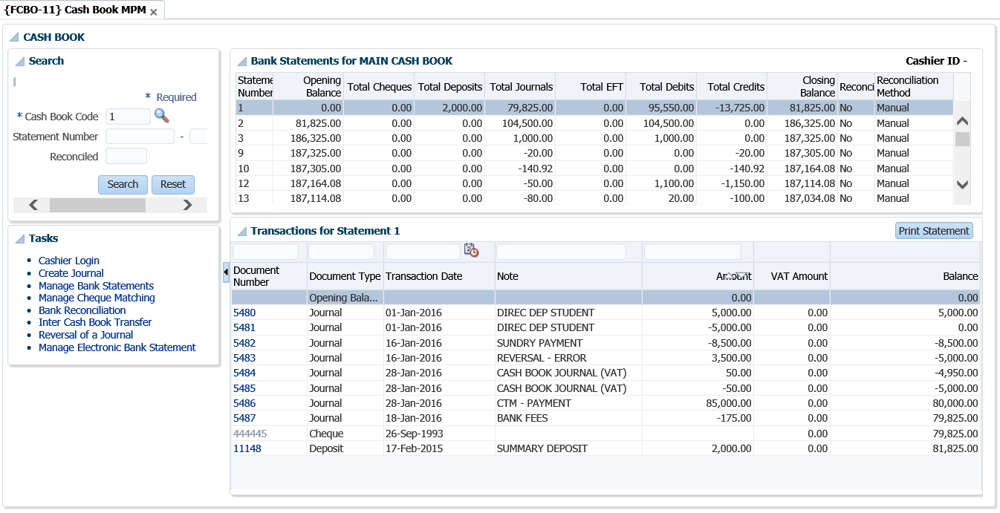 {FCBO-11} Cash Book MPM
CASH BOOK
Search
* Required
* Cash Book Code 1
Statement Number -
Reconciled
Search Reset
Tasks
Cashier Login
Create Journal
Manage Bank Statements
Manage Cheque Matching
Bank Reconciliation
Inter Cash Book Transfer
Reversal of a Journal
Manage Electronic Bank Statement
Bank Statements for MAIN CASH BOOK Cashier ID -
Stateme Number Opening Balance Total Cheques Total Deposits Total Journals Total EFT Total Debits Total Credits Closing Balance Reconci Reconciliation Method
1 0.00 0.00 2,000.00 79,825.00 0.00 95,550.00 -13,725.00 81,825.00 No Manual
2 81,825.00 0.00 0.00 104,500.00 0.00 104,500.00 0.00 186,325.00 No Manual
3 186,325.00 0.00 0.00 1,000.00 0.00 1,000.00 0.00 187,325.00 No Manual
9 187,325.00 0.00 0.00 -20.00 0.00 0.00 -20.00 187,305.00 No Manual
10 187,305.00 0.00 0.00 -140.92 0.00 0.00 -140.92 187,164.08 No Manual
12 187,164.08 0.00 0.00 -50.00 0.00 1,100.00 -1,150.00 187,114.08 No Manual
13 187,114.08 0.00 0.00 -80.00 0.00 20.00 -100.00 187,034.08 No Manual
Transactions for Statement 1 Print Statement
Document Number Document Type Transaction Date Note Amount VAT Amount Balance
Opening Bala... 0.00 0.00
5480 Journal 01-Jan-2016 DIREC DEP STUDENT 5,000.00 0.00 5,000.00
5481 Journal 01-Jan-2016 DIREC DEP STUDENT -5,000.00 0.00 0.00
5482 Journal 16-Jan-2016 SUNDRY PAYMENT -8,500.00 0.00 -8,500.00
5483 Journal 16-Jan-2016 REVERSAL - ERROR 3,500.00 0.00 -5,000.00
5484 Journal 28-Jan-2016 CASH BOOK JOURNAL (VAT) 50.00 0.00 -4,950.00
5485 Journal 28-Jan-2016 CASH BOOK JOURNAL (VAT) -50.00 0.00 -5,000.00
5486 Journal 28-Jan-2016 CTM - PAYMENT 85,000.00 0.00 80,000.00
5487 Journal 18-Jan-2016 BANK FEES -175.00 0.00 79,825.00
444445 Cheque 26-Sep-1993 0.00 79,825.00
11148 Deposit 17-Feb-2015 SUMMARY DEPOSIT 2,000.00 0.00 81,825.00